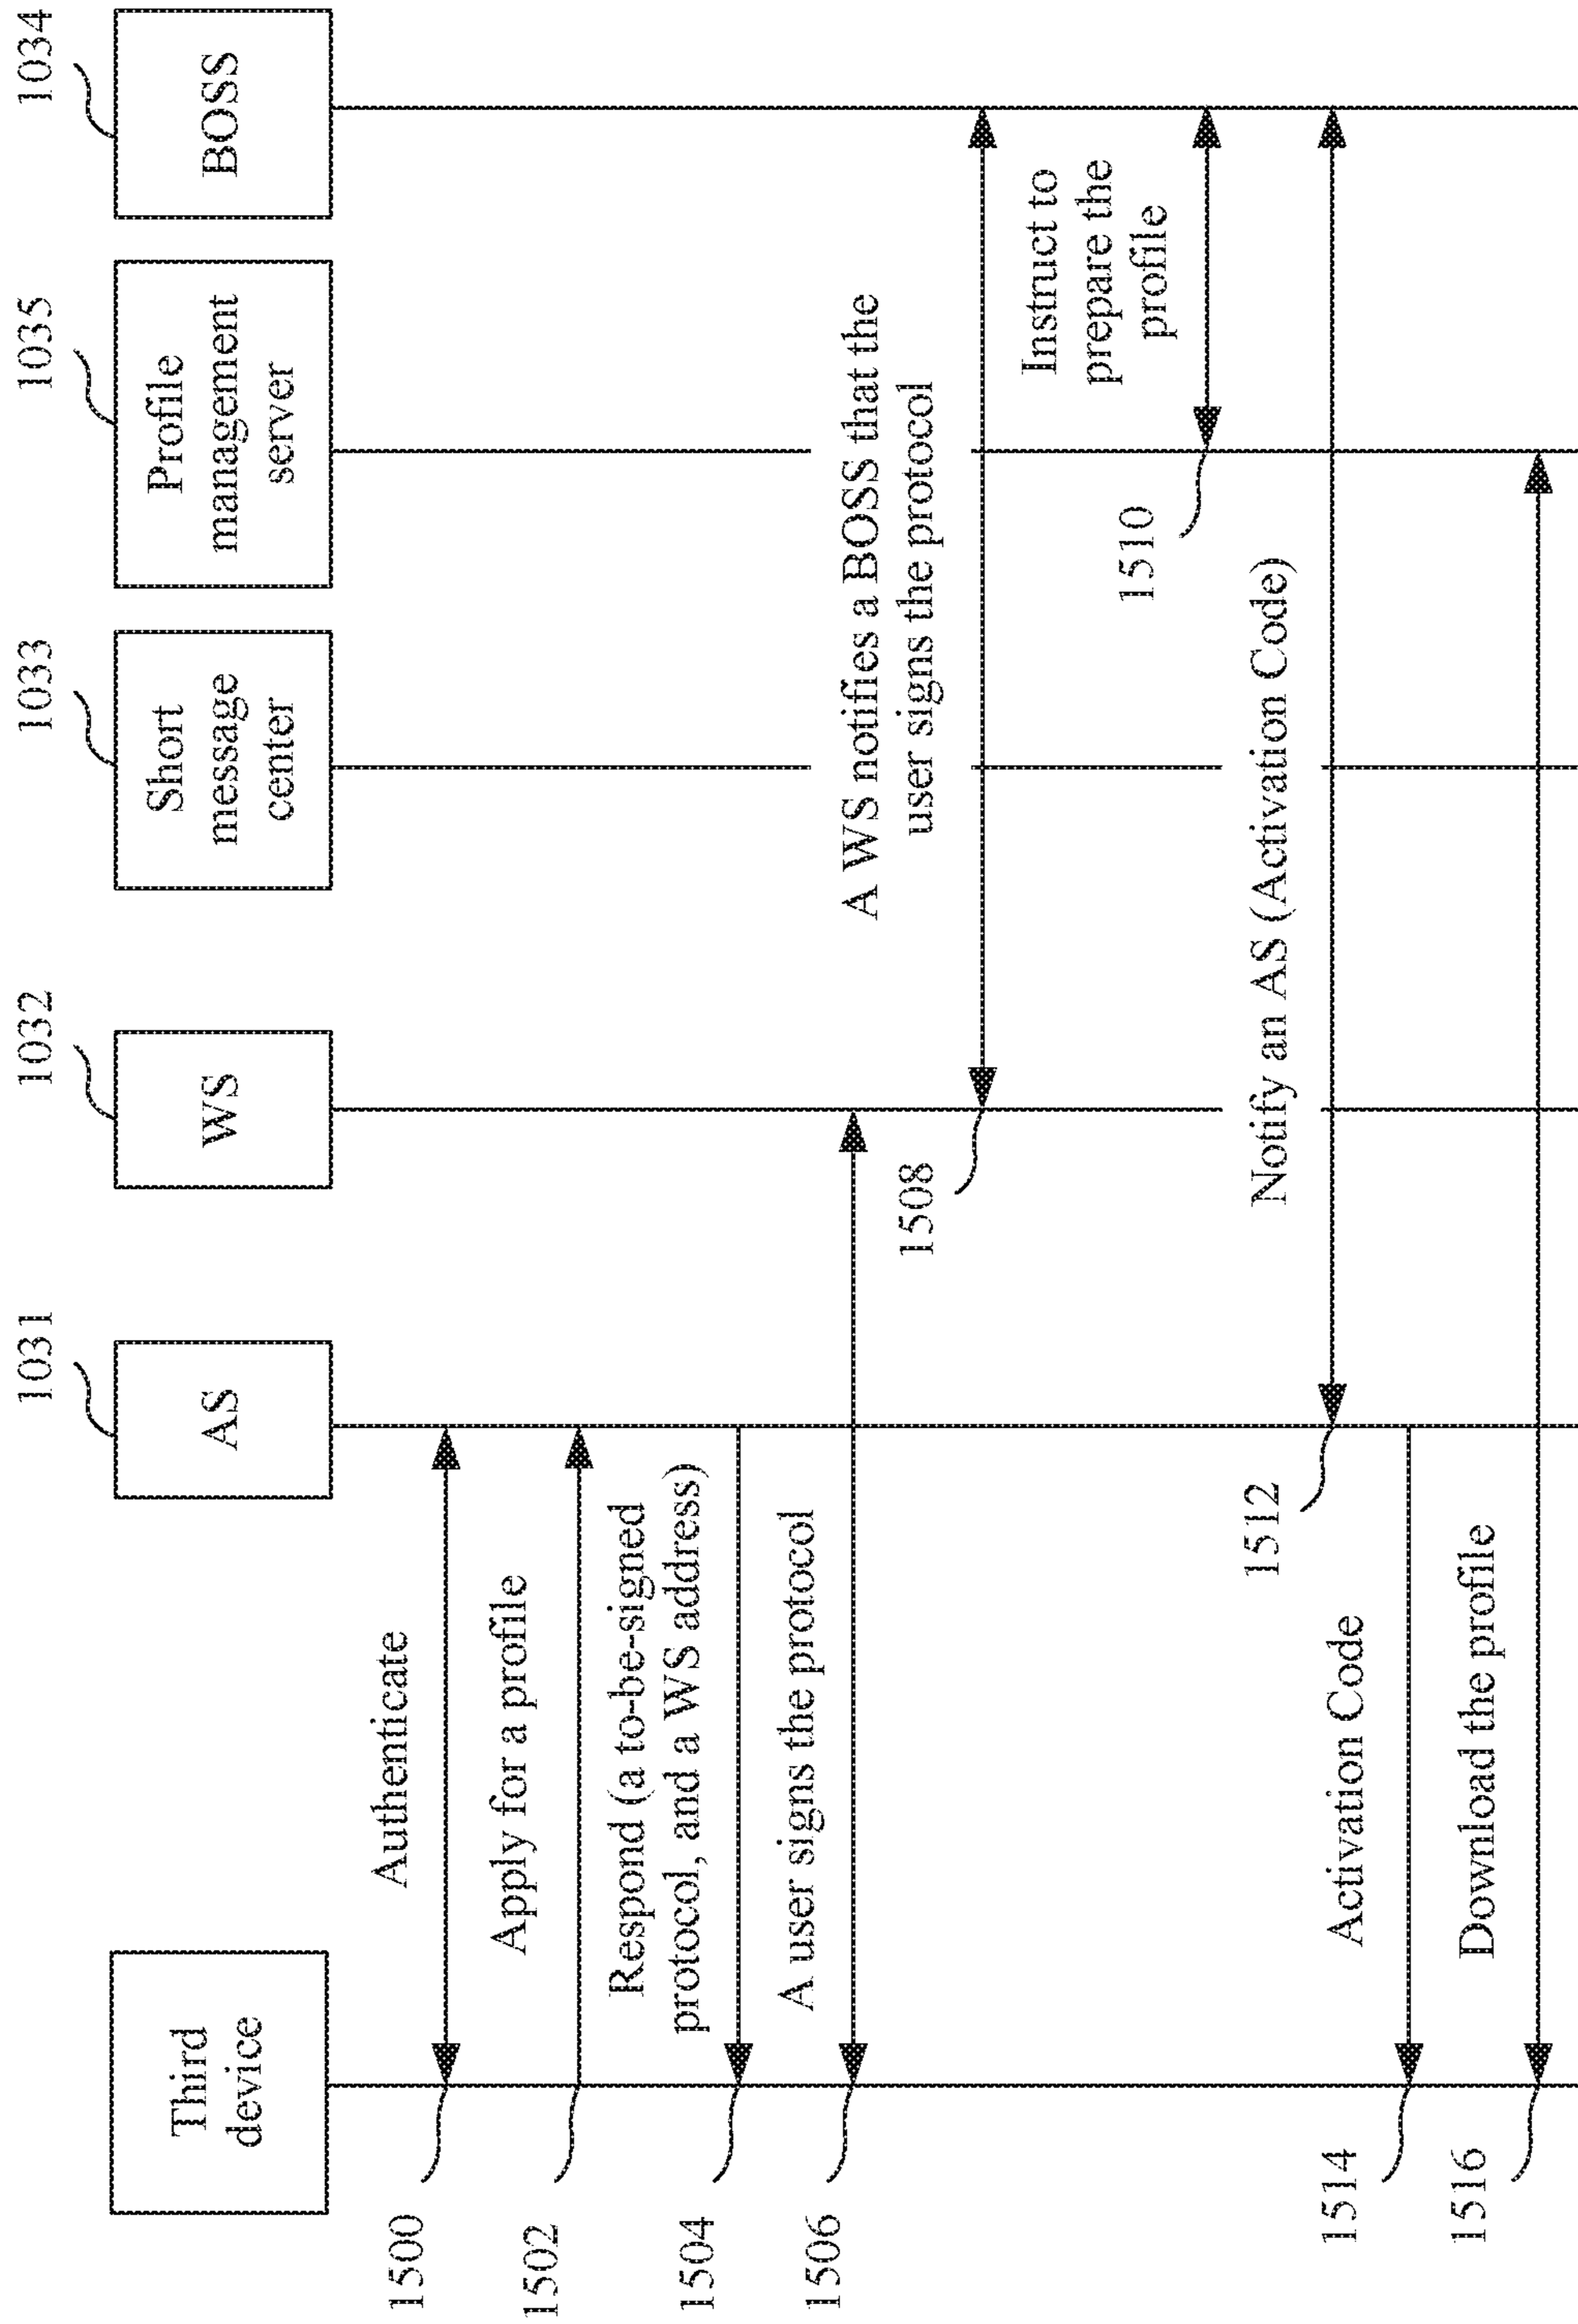 1031
1032
1033
1035
1034
Third
device
AS
WS
Short
message
center
Profile
management
server
BOSS
1500
Authenticate
1502
Apply for a profile
1504
Respond (a to-be-signed
protocol, and a WS address)
1506
A user signs the protocol
1508
A WS notifies a BOSS that the
user signs the protocol
1510
Instruct to
prepare the
profile
1512
Notify an AS (Activation Code)
1514
Activation Code
1516
Download the profile